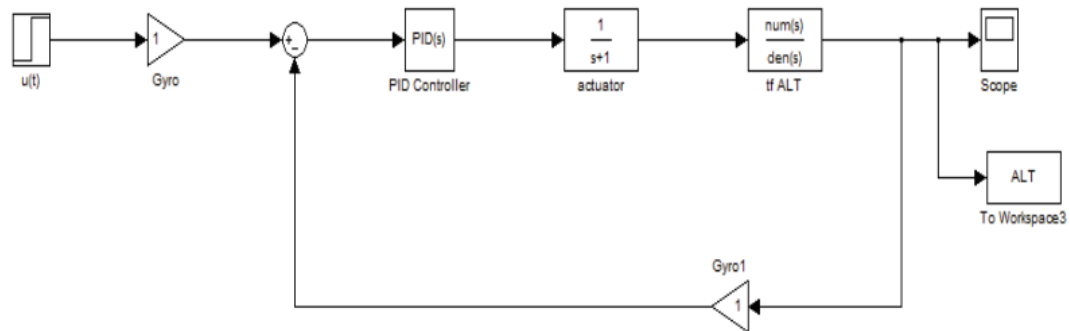 u(t)
1
Gyro
+
−
PID(s)
PID Controller
1
s+1
actuator
num(s)
den(s)
tf ALT
Scope
ALT
To Workspace3
Gyro1
1